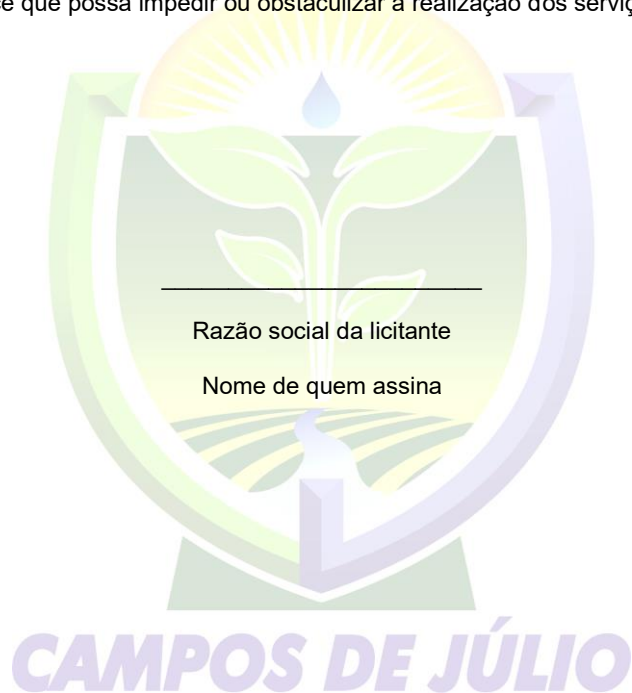 que possa impedir ou obstaculizar a realização dos serviç
____________________________
Razão social da licitante
Nome de quem assina
CAMPOS DE JÚLIO